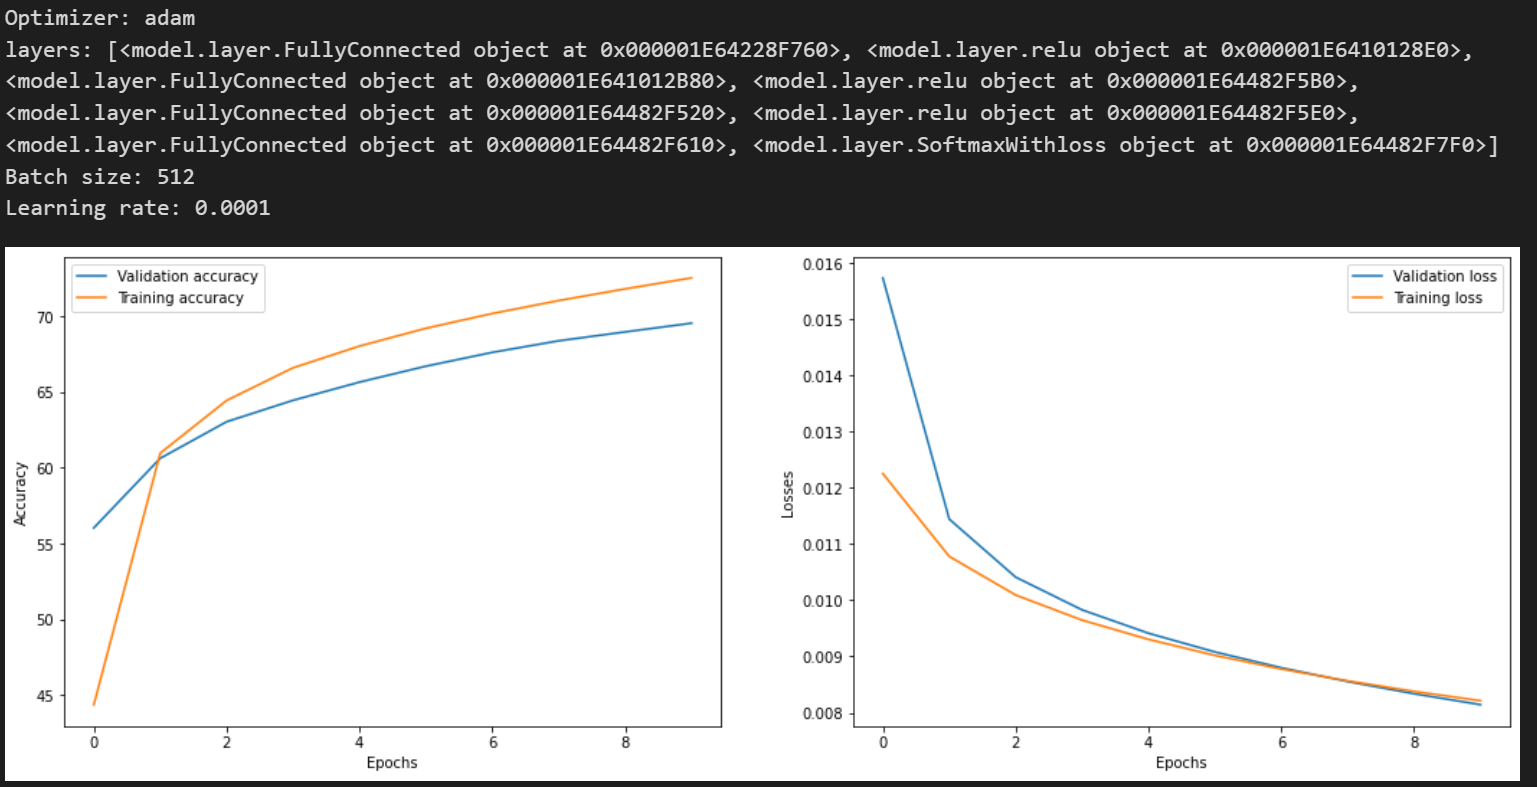 Optimizer: adam
layers: [<model.layer.FullyConnected object at 0x000001E64228F760>, <model.layer.relu object at 0x000001E6410128E0>,
<model.layer.FullyConnected object at 0x000001E641012B80>, <model.layer.relu object at 0x000001E64482F5B0>,
<model.layer.FullyConnected object at 0x000001E64482F520>, <model.layer.relu object at 0x000001E64482F5E0>,
<model.layer.FullyConnected object at 0x000001E64482F610>, <model.layer.SoftmaxWithloss object at 0x000001E64482F7F0>]
Batch size: 512
Learning rate: 0.0001
Validation accuracy
Training accuracy
70
65
60
55
50
45
Accuracy
0 2 4 6 8
Epochs
Validation loss
Training loss
0.016
0.015
0.014
0.013
0.012
0.011
0.010
0.009
0.008
Losses
0 2 4 6 8
Epochs